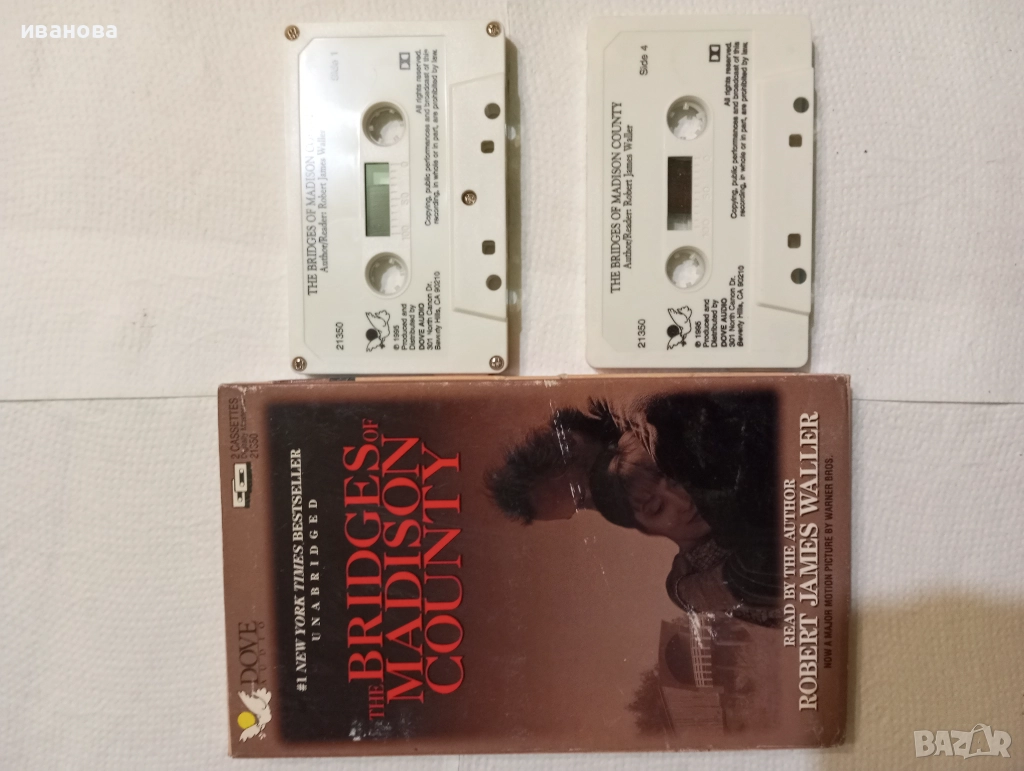 иванова
THE BRIDGES OF MADISON
Author/Reader: Robert James Waller
21350
Side 1
℗ 1995
Produced and
Distributed by
DOVE AUDIO
301 North Canon Dr.
Beverly Hills, CA 90210
All rights reserved.
Copying, public performances and broadcast of this
recording, in whole or in part, are prohibited by law.
100 50 0
THE BRIDGES OF MADISON COUNTY
Author/Reader: Robert James Waller
21350
Side 4
℗ 1995
Produced and
Distributed by
DOVE AUDIO
301 North Canon Dr.
Beverly Hills, CA 90210
All rights reserved.
Copying, public performances and broadcast of this
recording, in whole or in part, are prohibited by law.
DOVE
AUDIO
2 CASSETTES
21350
#1 NEW YORK TIMES BESTSELLER
UNABRIDGED
THE BRIDGES OF
MADISON
COUNTY
READ BY THE AUTHOR
ROBERT JAMES WALLER
NOW A MAJOR MOTION PICTURE BY WARNER BROS.
BAZAR